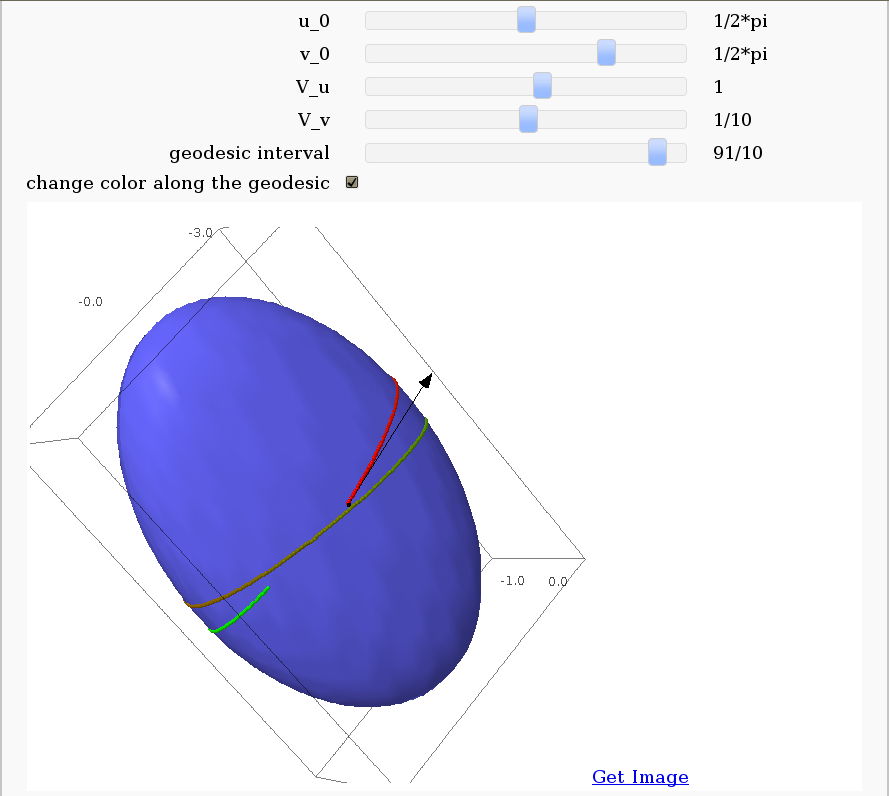 u_0 1/2*pi
v_0 1/2*pi
V_u 1
V_v 1/10
geodesic interval 91/10
change color along the geodesic
-3.0
-0.0
-1.0 0.0
Get Image